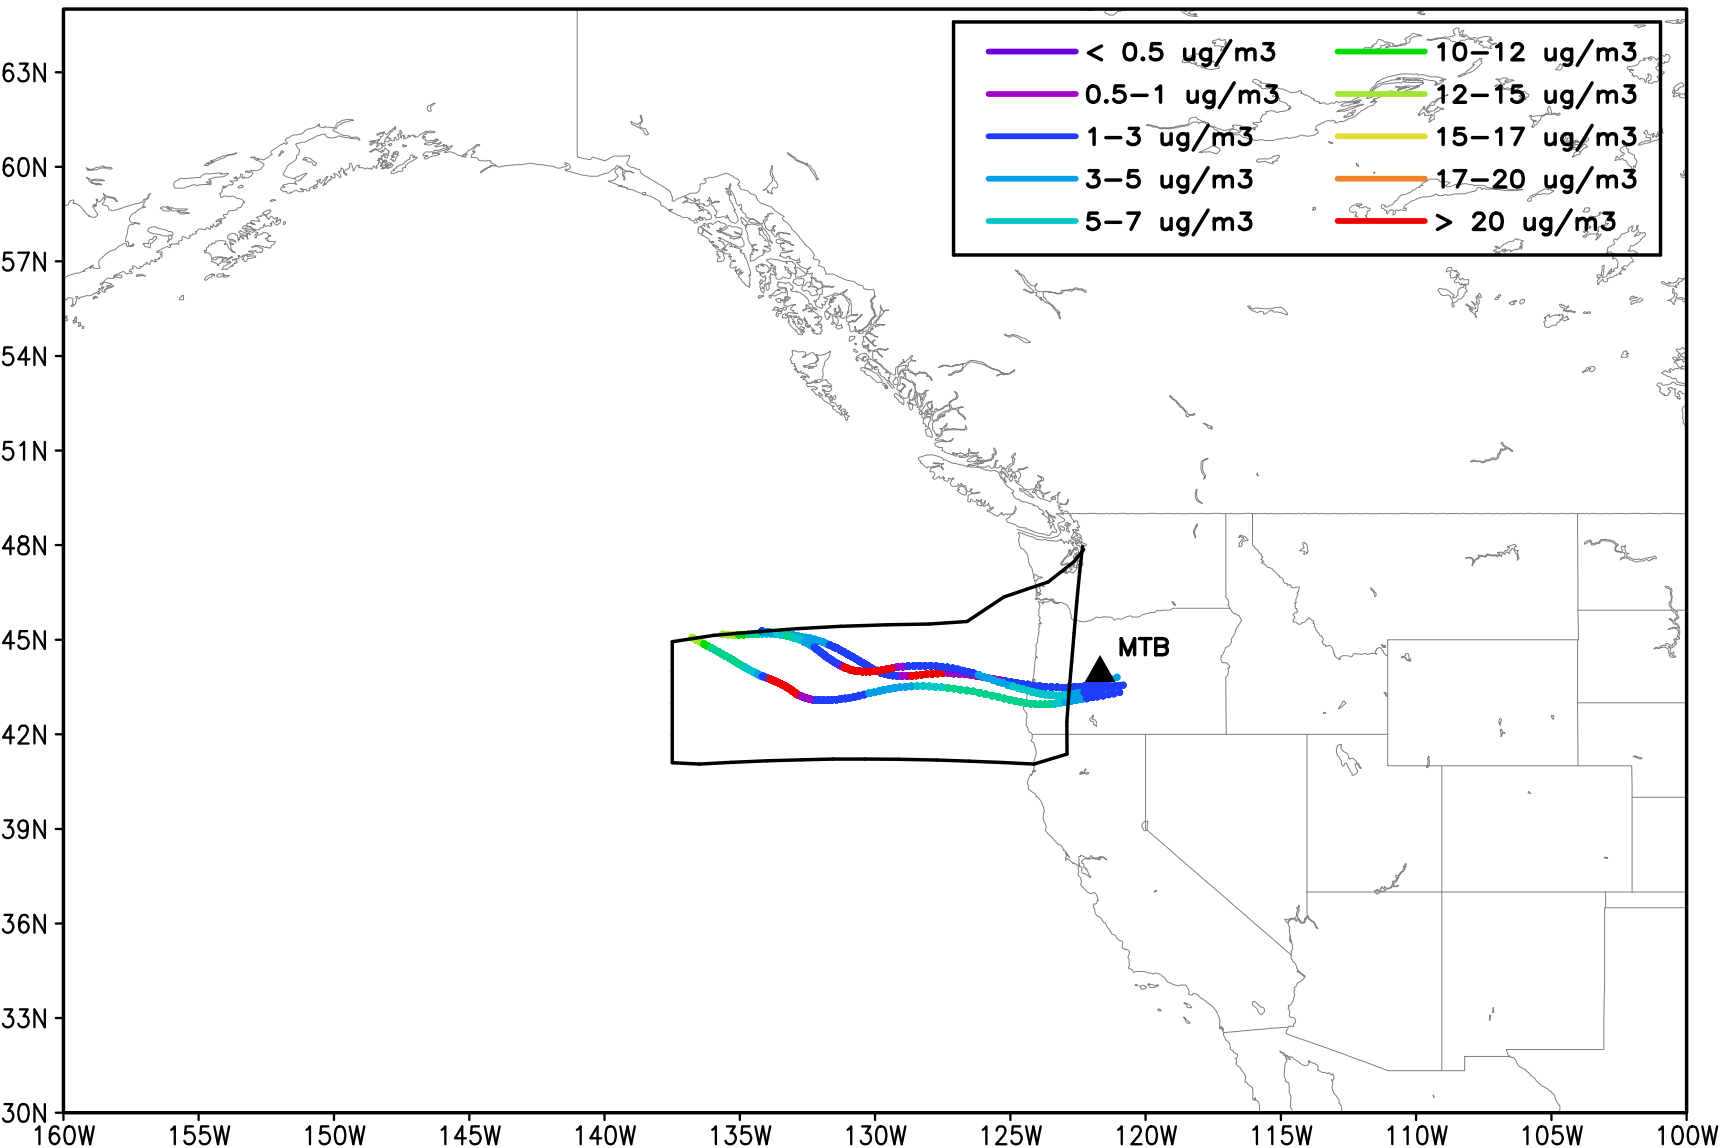 < 0.5 ug/m3
0.5-1 ug/m3
1-3 ug/m3
3-5 ug/m3
5-7 ug/m3
10-12 ug/m3
12-15 ug/m3
15-17 ug/m3
17-20 ug/m3
> 20 ug/m3
63N
60N
57N
54N
51N
48N
45N
42N
39N
36N
33N
30N
MTB
160W 155W 150W 145W 140W 135W 130W 125W 120W 115W 110W 105W 100W